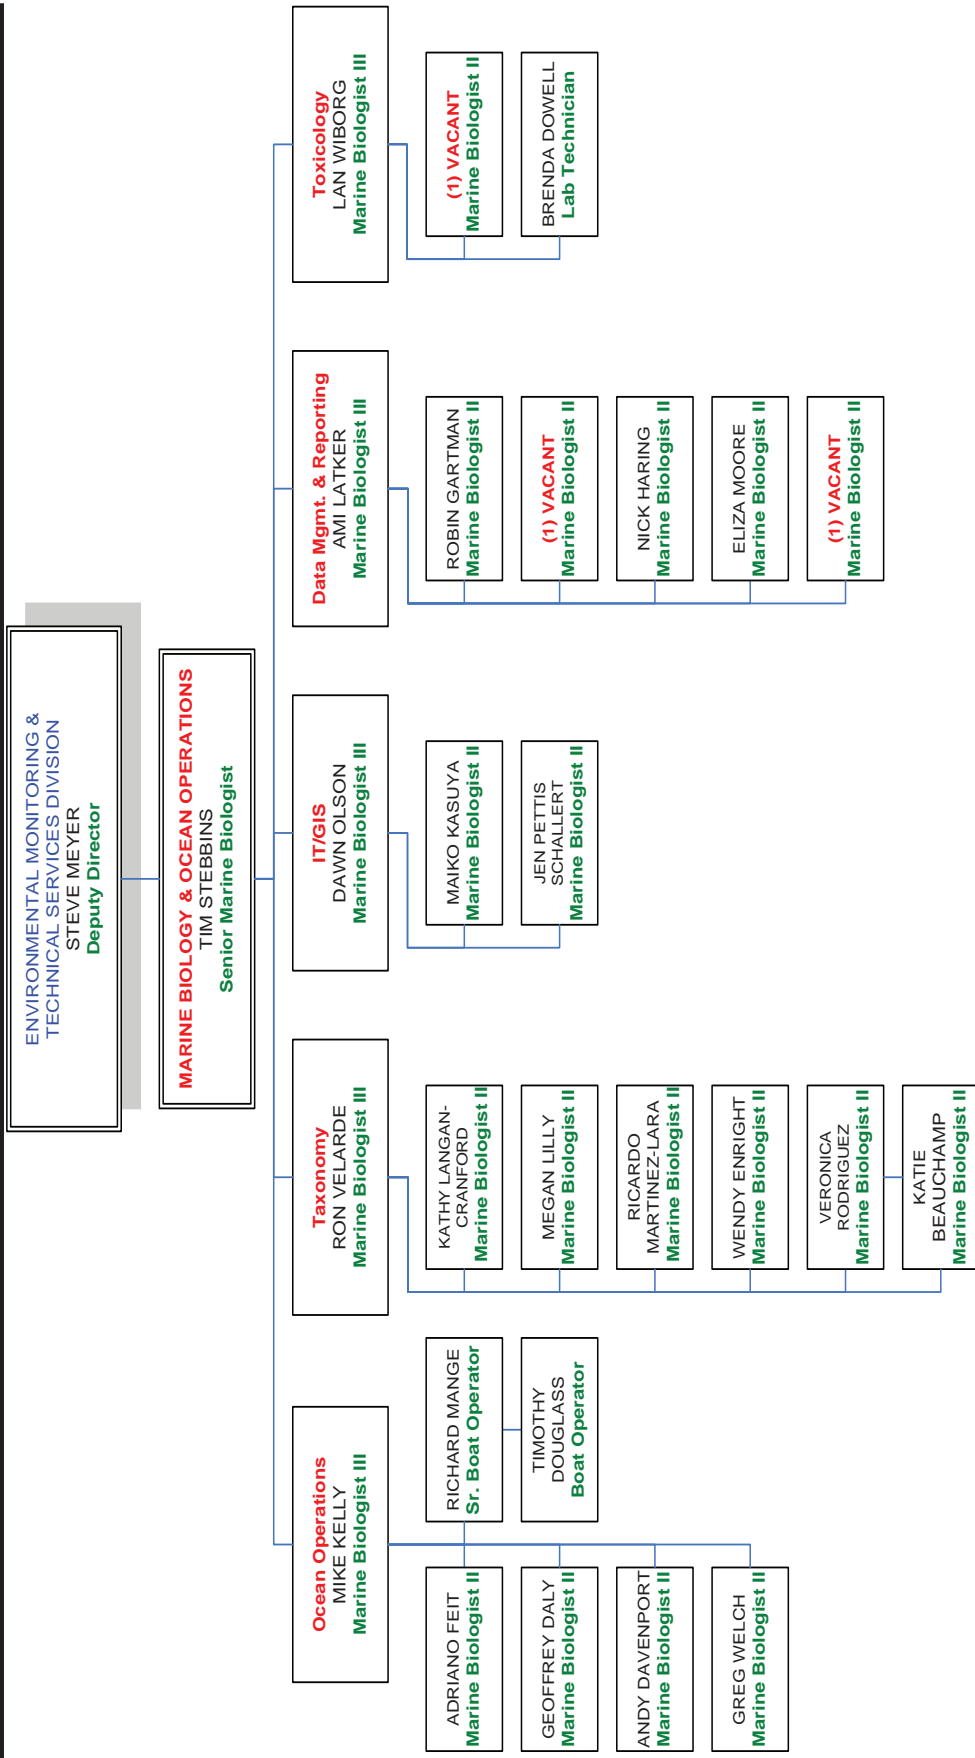 ENVIRONMENTAL MONITORING &
TECHNICAL SERVICES DIVISION
STEVE MEYER
Deputy Director
MARINE BIOLOGY & OCEAN OPERATIONS
TIM STEBBINS
Senior Marine Biologist
Ocean Operations
MIKE KELLY
Marine Biologist III
ADRIANO FEIT
Marine Biologist II
GEOFFREY DALY
Marine Biologist II
ANDY DAVENPORT
Marine Biologist II
GREG WELCH
Marine Biologist II
RICHARD MANGE
Sr. Boat Operator
TIMOTHY
DOUGLASS
Boat Operator
Taxonomy
RON VELARDE
Marine Biologist III
KATHY LANGAN-
CRANFORD
Marine Biologist II
MEGAN LILLY
Marine Biologist II
RICARDO
MARTINEZ-LARA
Marine Biologist II
WENDY ENRIGHT
Marine Biologist II
VERONICA
RODRIGUEZ
Marine Biologist II
KATIE
BEAUCHAMP
Marine Biologist II
IT/GIS
DAWN OLSON
Marine Biologist III
MAIKO KASUYA
Marine Biologist II
JEN PETTIS
SCHALLERT
Marine Biologist II
Data Mgmt. & Reporting
AMI LATKER
Marine Biologist III
ROBIN GARTMAN
Marine Biologist II
(1) VACANT
Marine Biologist II
NICK HARING
Marine Biologist II
ELIZA MOORE
Marine Biologist II
(1) VACANT
Marine Biologist II
Toxicology
LAN WIBORG
Marine Biologist III
(1) VACANT
Marine Biologist II
BRENDA DOWELL
Lab Technician